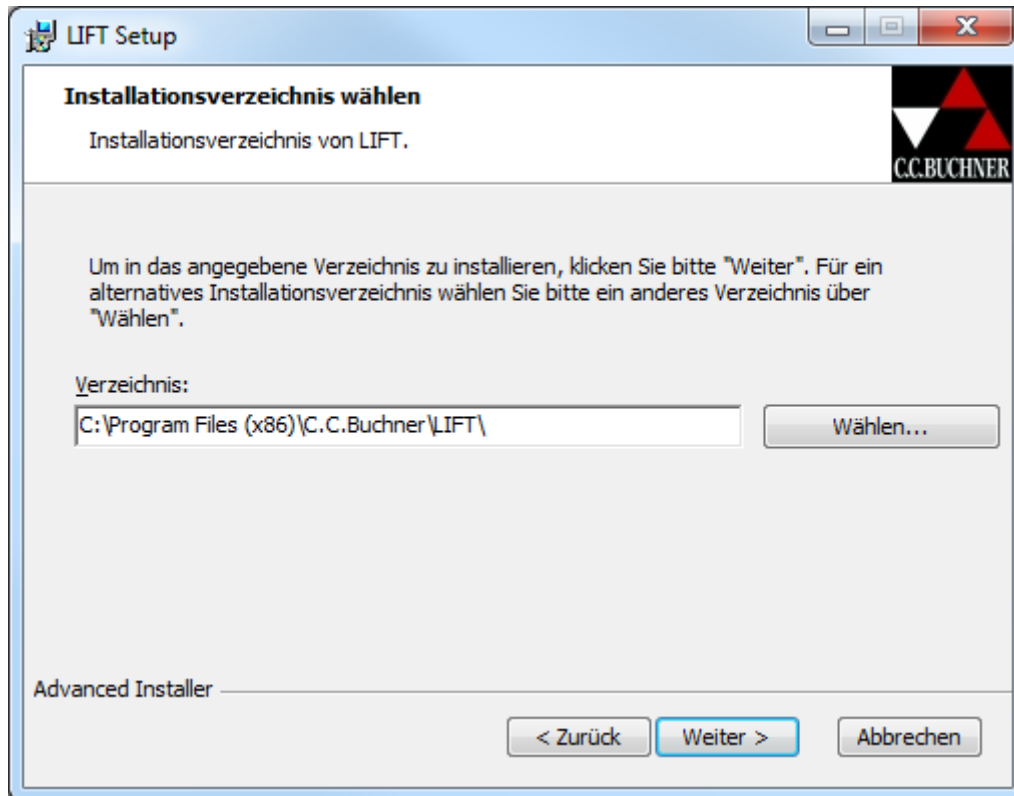 LIFT Setup
Installationsverzeichnis wählen
Installationsverzeichnis von LIFT.
C.C.BUCHNER
Um in das angegebene Verzeichnis zu installieren, klicken Sie bitte "Weiter". Für ein
alternatives Installationsverzeichnis wählen Sie bitte ein anderes Verzeichnis über
"Wählen".
Verzeichnis:
C:\Program Files (x86)\C.C.Buchner\LIFT\
Wählen...
Advanced Installer
< Zurück
Weiter >
Abbrechen